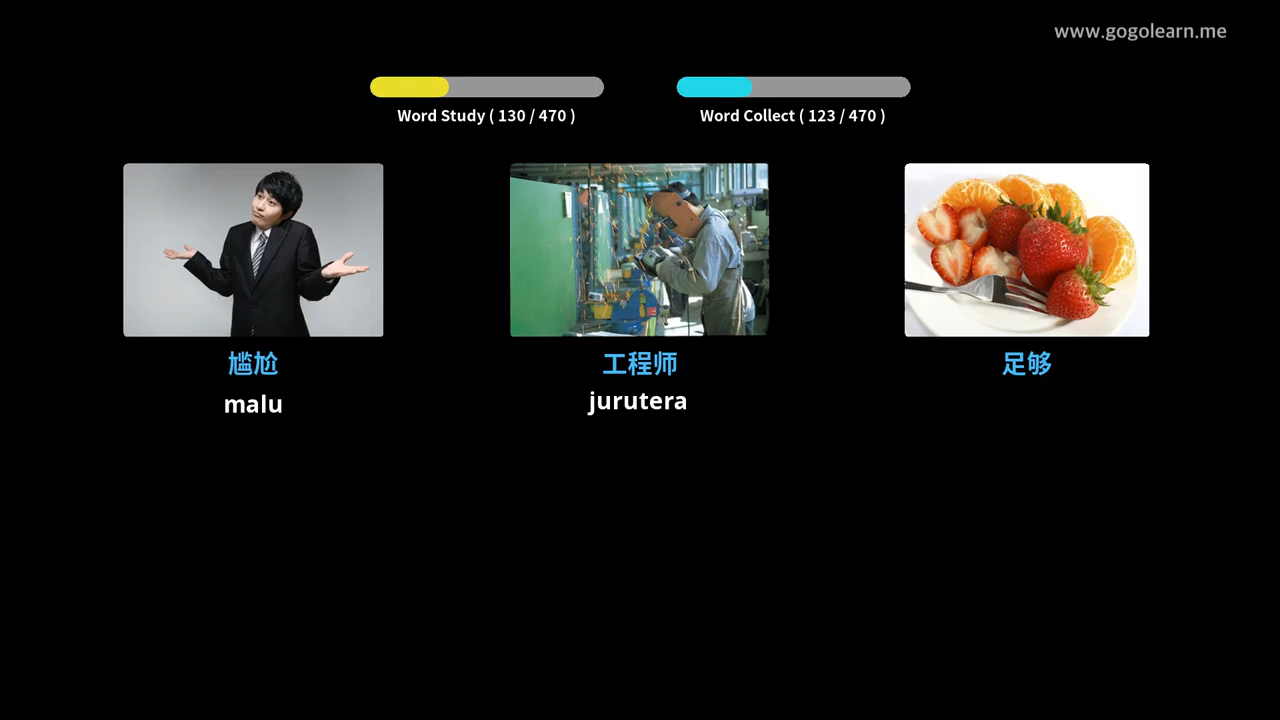 www.gogolearn.me
Word Study ( 130 / 470 )
Word Collect ( 123 / 470 )
尴尬
工程师
足够
malu
jurutera